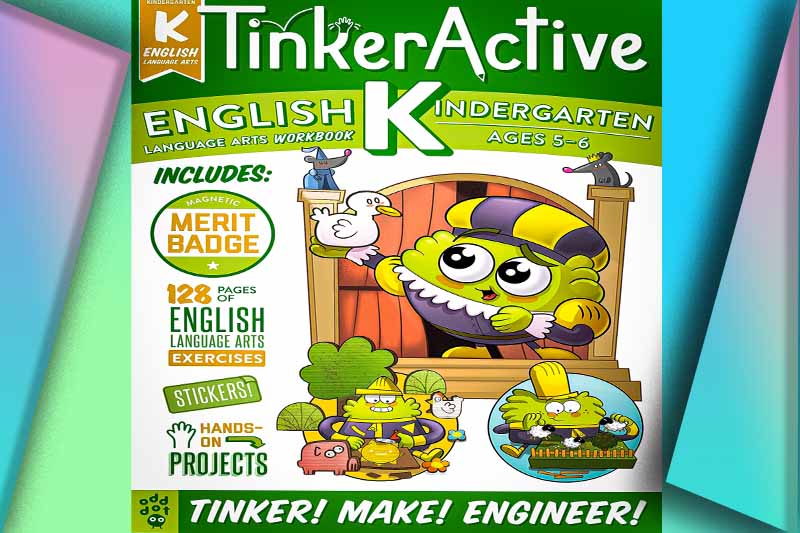 KINDERGARTEN
K
ENGLISH
LANGUAGE ARTS
TinkerActive
ENGLISH
LANGUAGE ARTS WORKBOOK
KINDERGARTEN
AGES 5–6
INCLUDES:
MAGNETIC
MERIT
BADGE
128 PAGES OF
ENGLISH
LANGUAGE ARTS
EXERCISES
STICKERS!
HANDS-
ON
PROJECTS
odd
dot
TINKER! MAKE! ENGINEER!